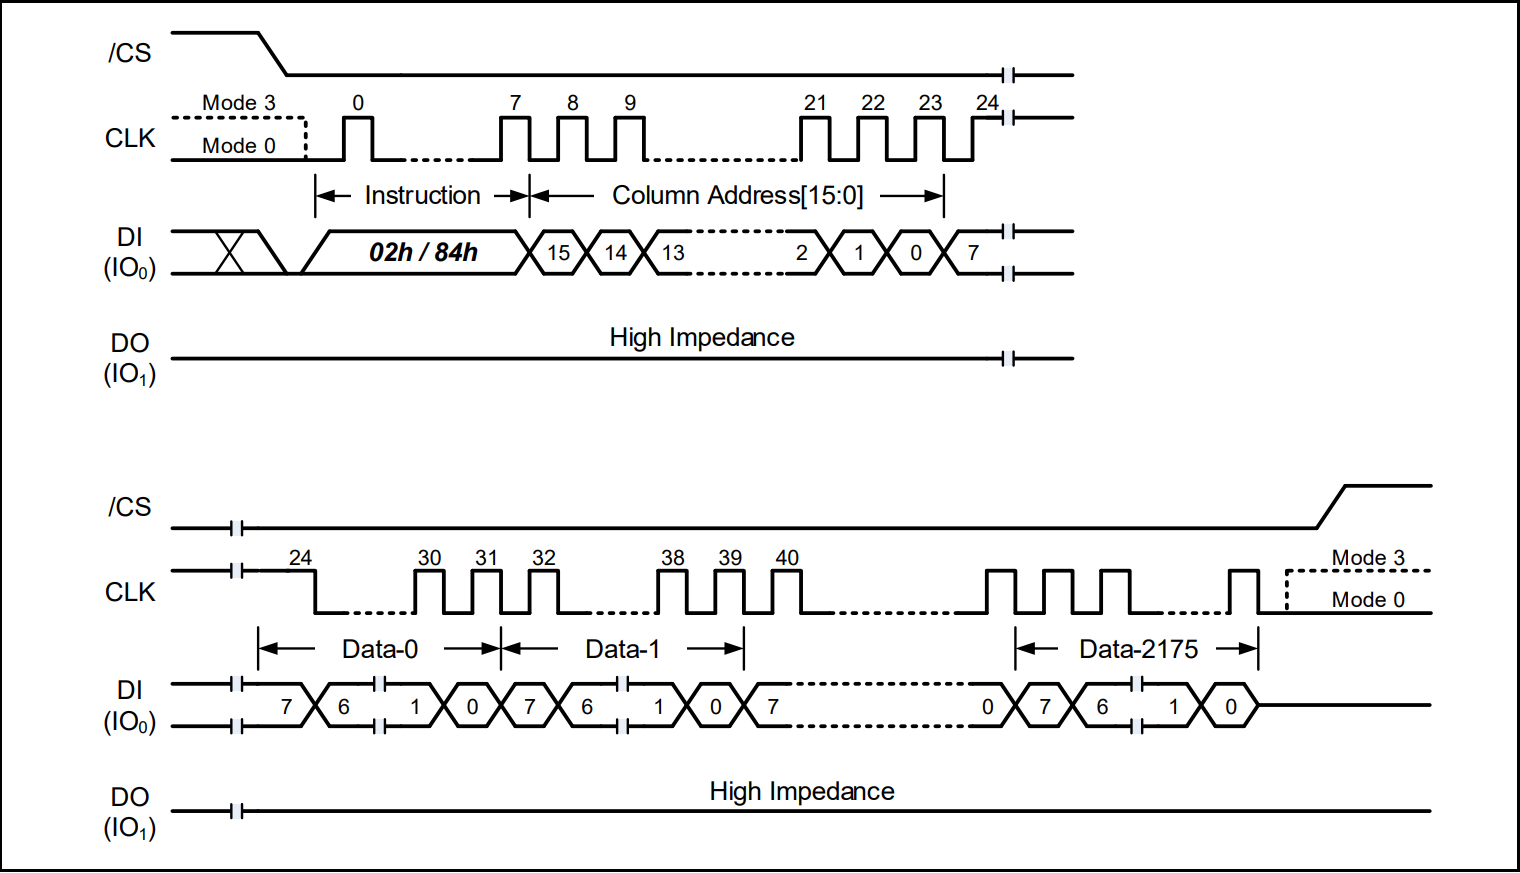 /CS
Mode 3 0 7 8 9 21 22 23 24
CLK
Mode 0
Instruction Column Address[15:0]
DI
(IO₀)
02h / 84h 15 14 13 2 1 0 7
High Impedance
DO
(IO₁)
/CS
24 30 31 32 38 39 40 Mode 3
CLK
Mode 0
Data-0 Data-1 Data-2175
DI
(IO₀)
7 6 1 0 7 6 1 0 7 0 7 6 1 0
High Impedance
DO
(IO₁)